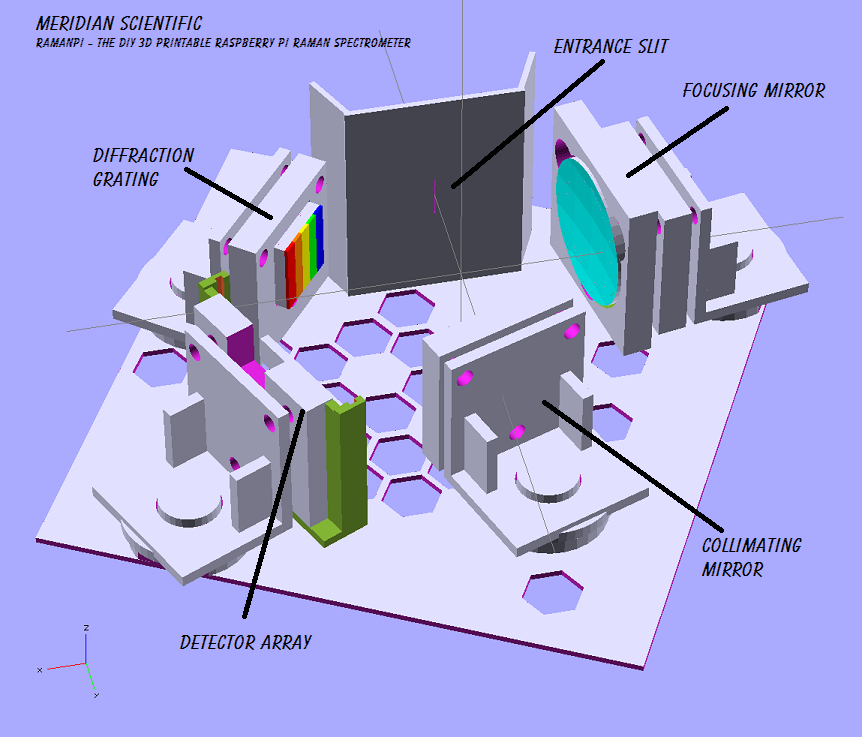 MERIDIAN SCIENTIFIC
RAMANPI - THE DIY 3D PRINTABLE RASPBERRY PI RAMAN SPECTROMETER
ENTRANCE SLIT
FOCUSING MIRROR
DIFFRACTION
GRATING
COLLIMATING
MIRROR
DETECTOR ARRAY
z
x
y